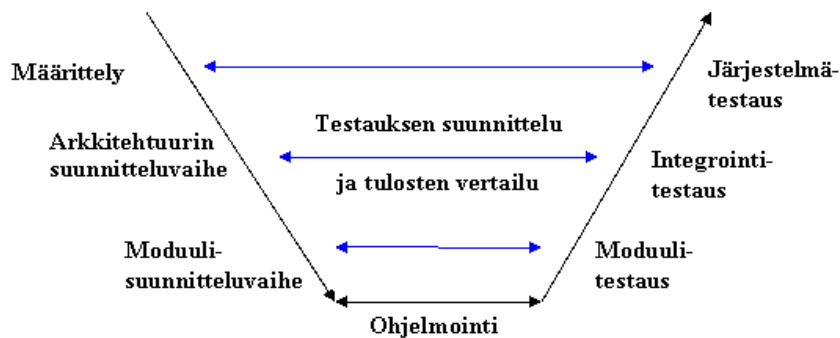 Määrittely
Järjestelmä-
testaus
Arkkitehtuurin
suunnitteluvaihe
Testauksen suunnittelu
ja tulosten vertailu
Integrointi-
testaus
Moduuli-
suunnitteluvaihe
Moduuli-
testaus
Ohjelmointi